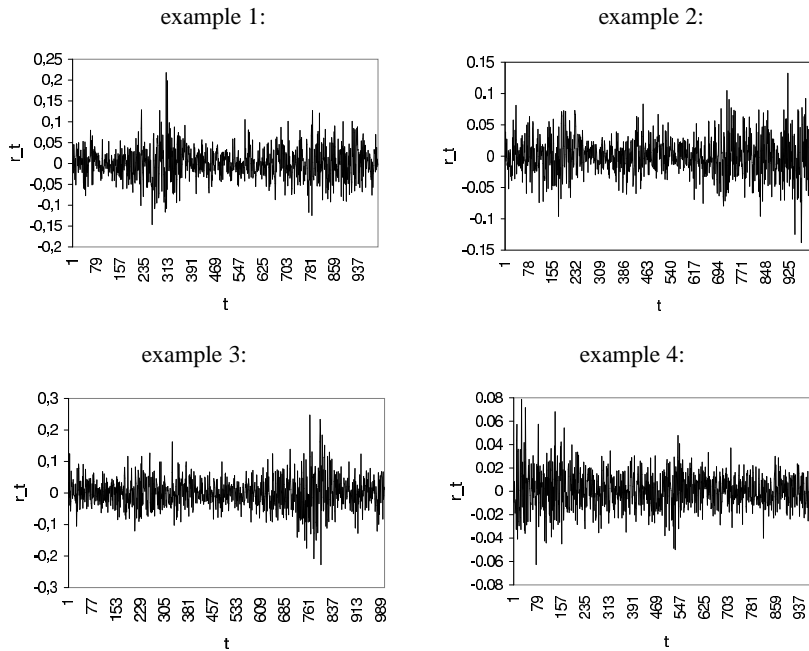 example 1:
0,25
0,2
0,15
0,1
0,05
0
-0,05
-0,1
-0,15
-0,2
r_t
1 79 157 235 313 391 469 547 625 703 781 859 937
t
example 2:
0.15
0.1
0.05
0
-0.05
-0.1
-0.15
r_t
1 78 155 232 309 386 463 540 617 694 771 848 925
t
example 3:
0,3
0,2
0,1
0
-0,1
-0,2
-0,3
r_t
1 77 153 229 305 381 457 533 609 685 761 837 913 989
t
example 4:
0.08
0.06
0.04
0.02
0
-0.02
-0.04
-0.06
-0.08
r_t
1 79 157 235 313 391 469 547 625 703 781 859 937
t